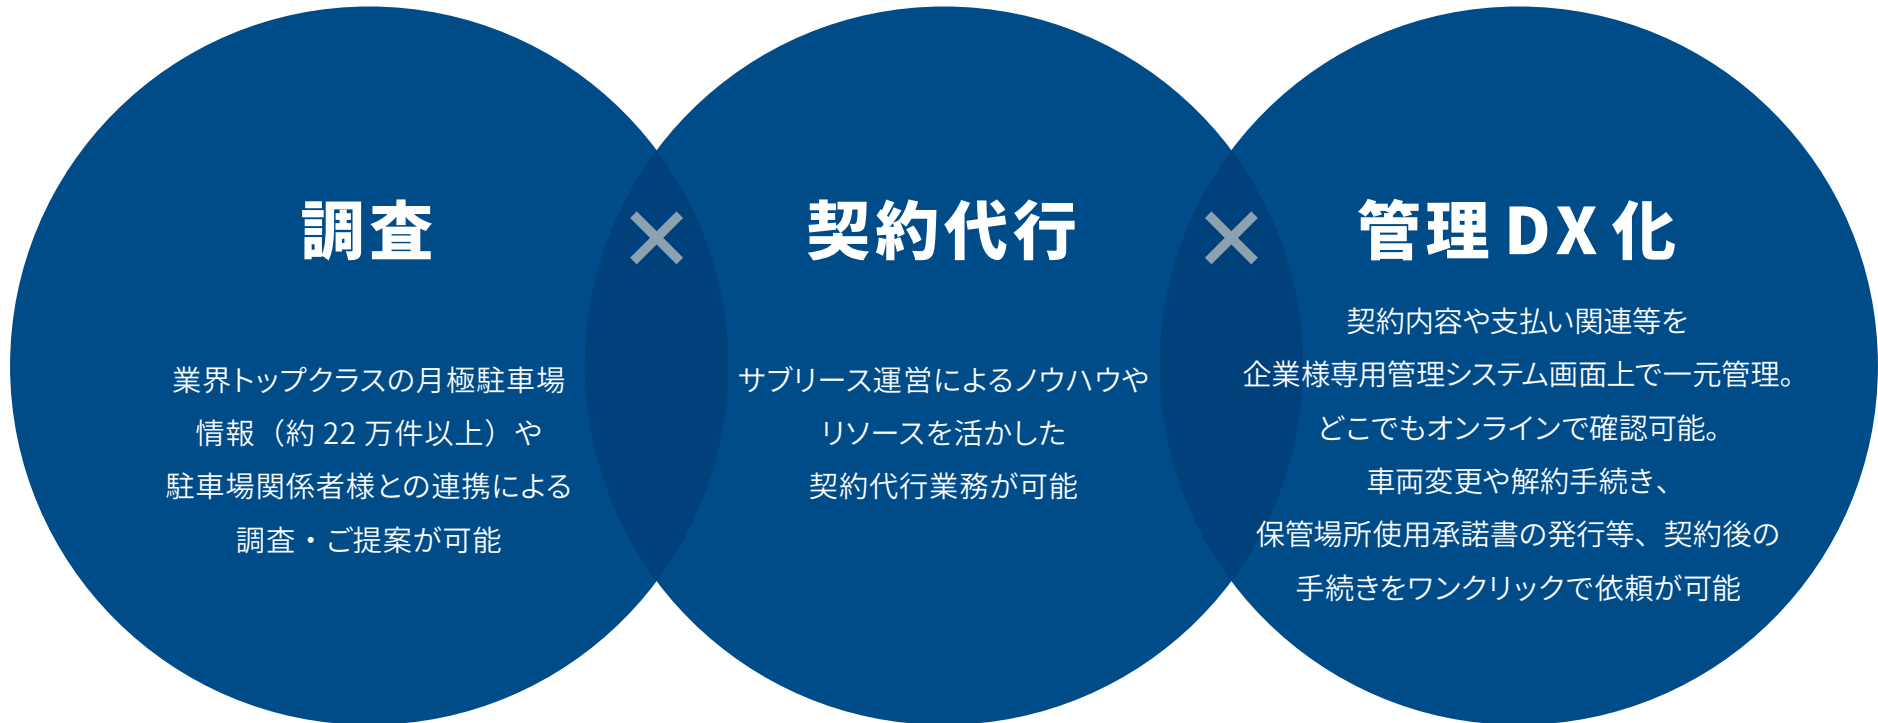 調査
業界トップクラスの月極駐車場
情報（約 22 万件以上）や
駐車場関係者様との連携による
調査・ご提案が可能
×
契約代行
サブリース運営によるノウハウや
リソースを活かした
契約代行業務が可能
×
管理 DX 化
契約内容や支払い関連等を
企業様専用管理システム画面上で一元管理。
どこでもオンラインで確認可能。
車両変更や解約手続き、
保管場所使用承諾書の発行等、契約後の
手続きをワンクリックで依頼が可能